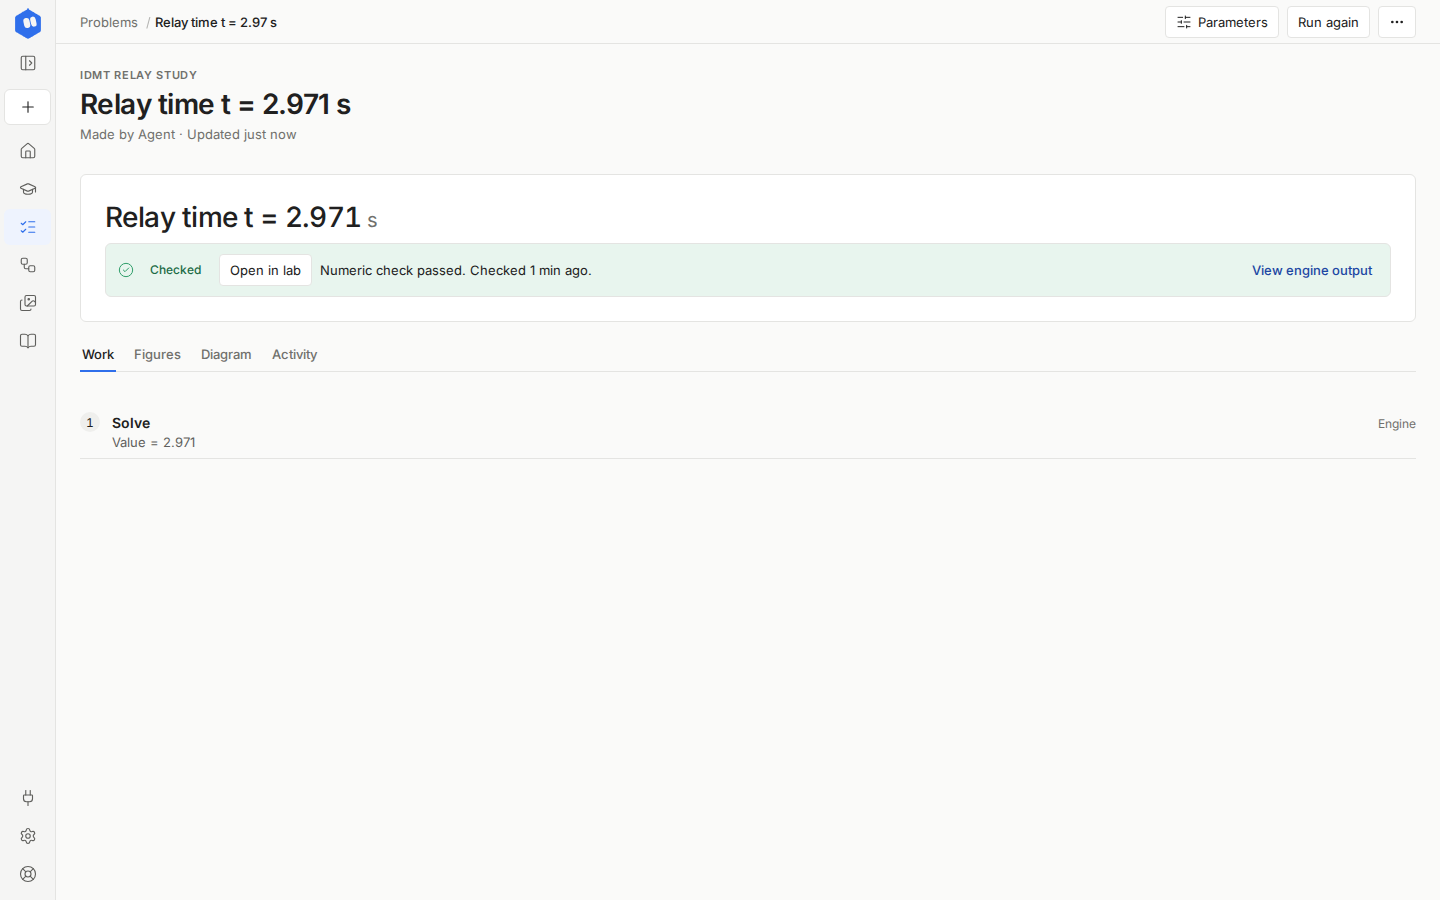 Problems / Relay time t = 2.97 s
Parameters
Run again
IDMT RELAY STUDY
Relay time t = 2.971 s
Made by Agent · Updated just now
Relay time t = 2.971 s
Checked
Open in lab
Numeric check passed. Checked 1 min ago.
View engine output
Work
Figures
Diagram
Activity
1
Solve
Engine
Value = 2.971